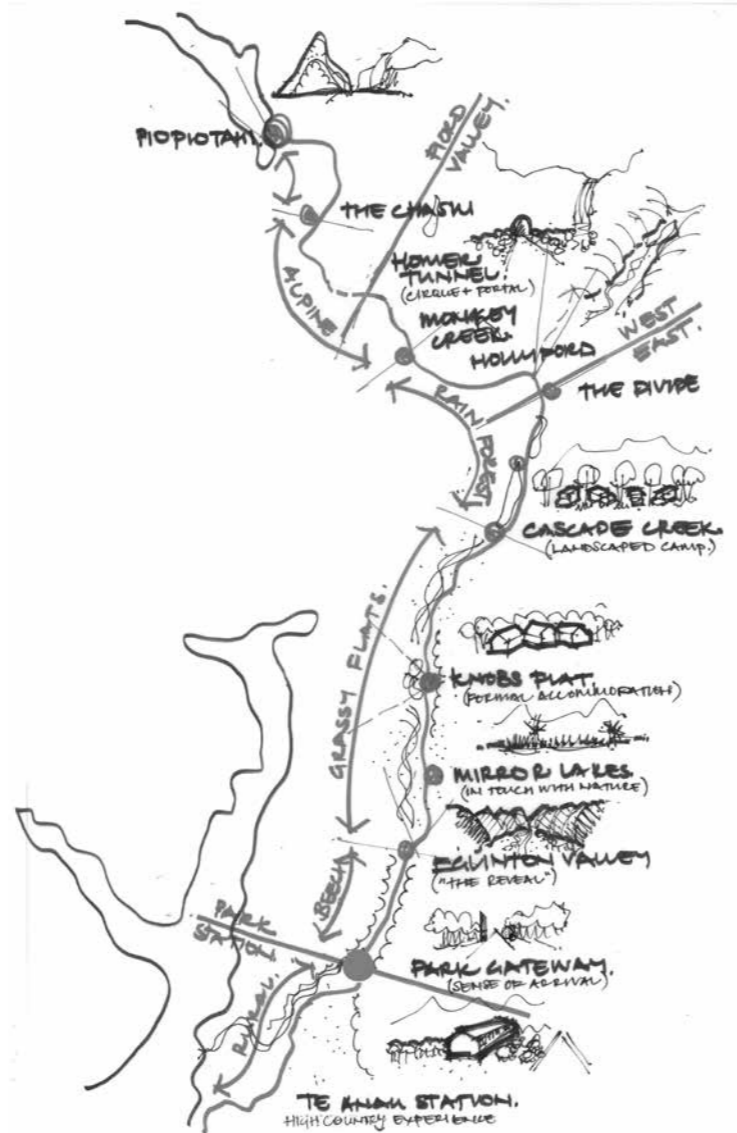 PIOPIOTAHI.
FIORD
VALLEY.
THE CHASM
ALPINE
HOMER
TUNNEL.
(CIRQUE + PORTAL)
MONKEY
CREEK.
HOLLYFORD
WEST
EAST.
THE DIVIDE
RAIN
FOREST
CASCADE CREEK.
(LANDSCAPED CAMP.)
GRASSY FLATS.
KNOBS FLAT.
(FORMAL ACCOMMODATION)
MIRROR LAKES.
(IN TOUCH WITH NATURE)
EGLINTON VALLEY
("THE REVEAL")
BEECH
PARK
STATION.
PARK GATEWAY.
(SENSE OF ARRIVAL)
RURAL.
TE ANAU STATION.
HIGH COUNTRY EXPERIENCE